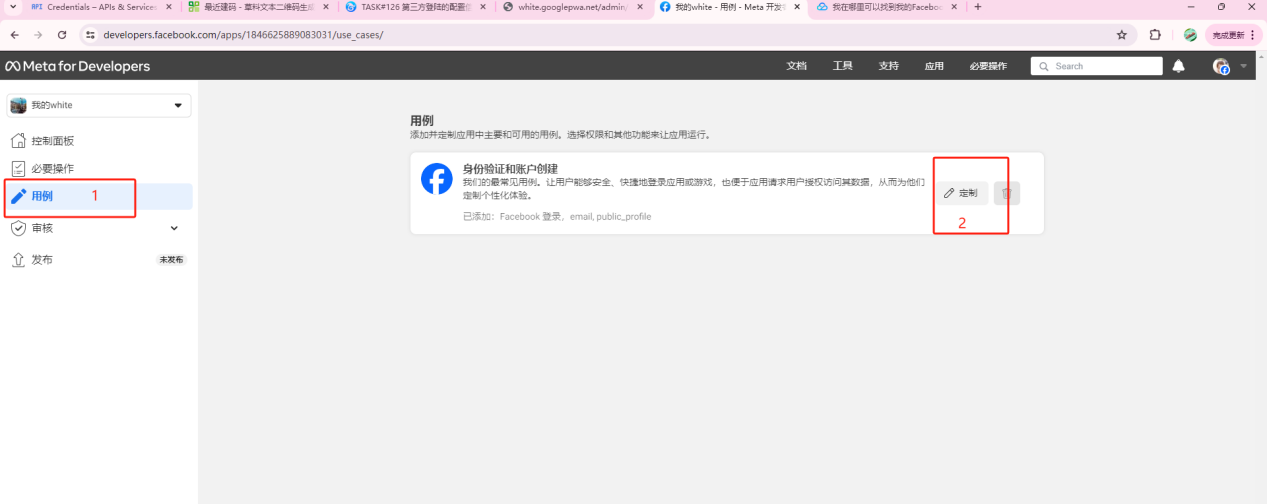 Credentials – APIs & Services
最近建码 - 草料文本二维码生成
TASK#126 第三方登陆的配置信
white.googlepwa.net/admin/
我的white - 用例 - Meta 开发
我在哪里可以找到我的Faceboo
developers.facebook.com/apps/1846625889083031/use_cases/
完成更新
Meta for Developers
文档
工具
支持
应用
必要操作
Search
我的white
控制面板
必要操作
用例
1
审核
发布
未发布
用例
添加并定制应用中主要和可用的用例。选择权限和其他功能来让应用运行。
身份验证和账户创建
我们的最常见用例。让用户能够安全、快捷地登录应用或游戏，也便于应用请求用户授权访问其数据，从而为他们
定制个性化体验。
已添加：Facebook 登录，email, public_profile
定制
2